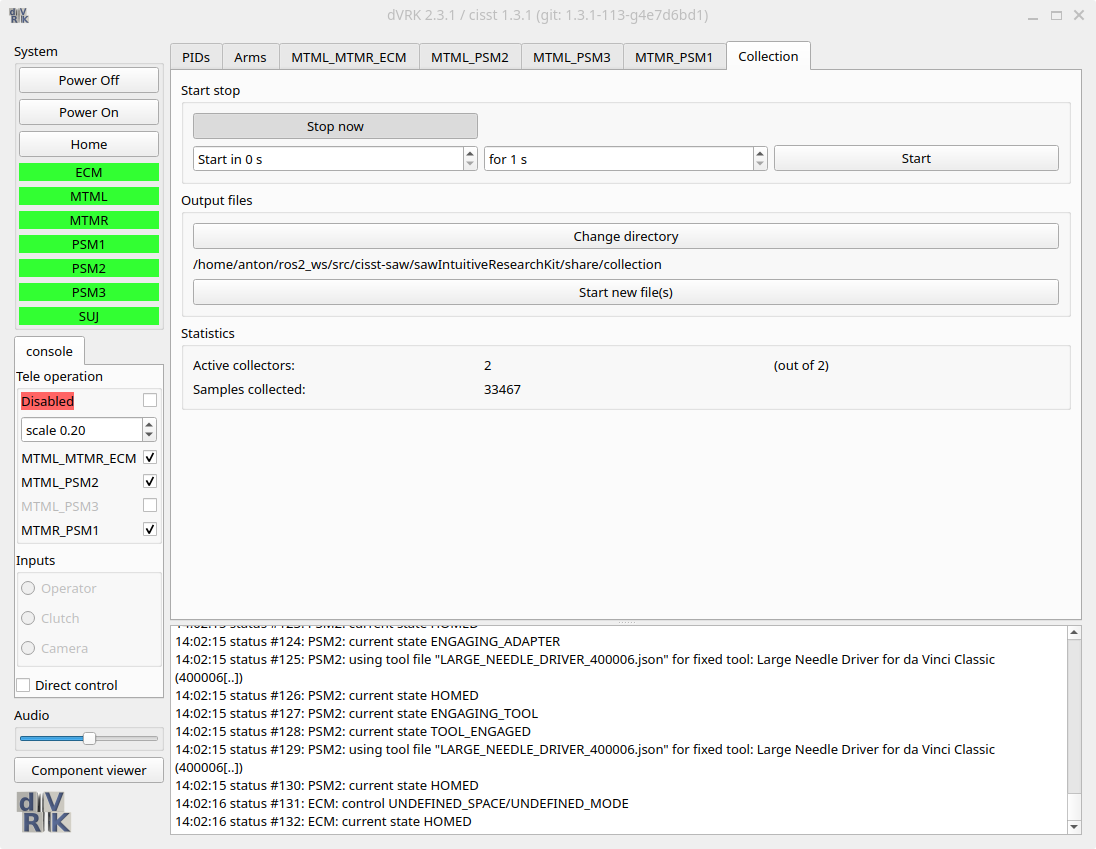 dVRK 2.3.1 / cisst 1.3.1 (git: 1.3.1-113-g4e7d6bd1)
System
Power Off
Power On
Home
ECM
MTML
MTMR
PSM1
PSM2
PSM3
SUJ
console
Tele operation
Disabled
scale 0.20
MTML_MTMR_ECM
MTML_PSM2
MTML_PSM3
MTMR_PSM1
Inputs
Operator
Clutch
Camera
Direct control
Audio
Component viewer
dVRK
PIDs Arms MTML_MTMR_ECM MTML_PSM2 MTML_PSM3 MTMR_PSM1 Collection
Start stop
Stop now
Start in 0 s for 1 s Start
Output files
Change directory
/home/anton/ros2_ws/src/cisst-saw/sawIntuitiveResearchKit/share/collection
Start new file(s)
Statistics
Active collectors: 2 (out of 2)
Samples collected: 33467
14:02:15 status #123: PSM2: current state HOMED
14:02:15 status #124: PSM2: current state ENGAGING_ADAPTER
14:02:15 status #125: PSM2: using tool file "LARGE_NEEDLE_DRIVER_400006.json" for fixed tool: Large Needle Driver for da Vinci Classic
(400006[..])
14:02:15 status #126: PSM2: current state HOMED
14:02:15 status #127: PSM2: current state ENGAGING_TOOL
14:02:15 status #128: PSM2: current state TOOL_ENGAGED
14:02:15 status #129: PSM2: using tool file "LARGE_NEEDLE_DRIVER_400006.json" for fixed tool: Large Needle Driver for da Vinci Classic
(400006[..])
14:02:15 status #130: PSM2: current state HOMED
14:02:16 status #131: ECM: control UNDEFINED_SPACE/UNDEFINED_MODE
14:02:16 status #132: ECM: current state HOMED